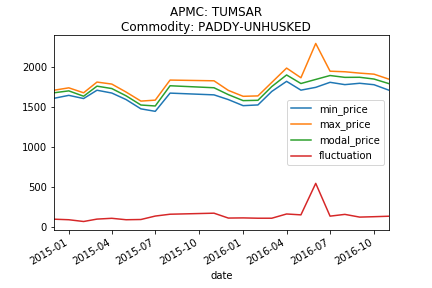 APMC: TUMSAR
Commodity: PADDY-UNHUSKED
2000
1500
1000
500
0
min_price
max_price
modal_price
fluctuation
2015-01
2015-04
2015-07
2015-10
2016-01
2016-04
2016-07
2016-10
date